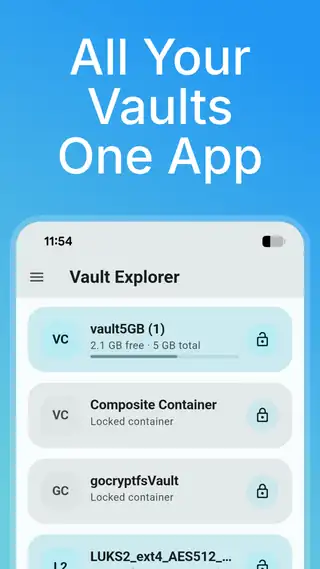 All Your
Vaults
One App
11:54
Vault Explorer
VC
vault5GB (1)
2.1 GB free · 5 GB total
VC
Composite Container
Locked container
GC
gocryptfsVault
Locked container
L2
LUKS2_ext4_AES512_...